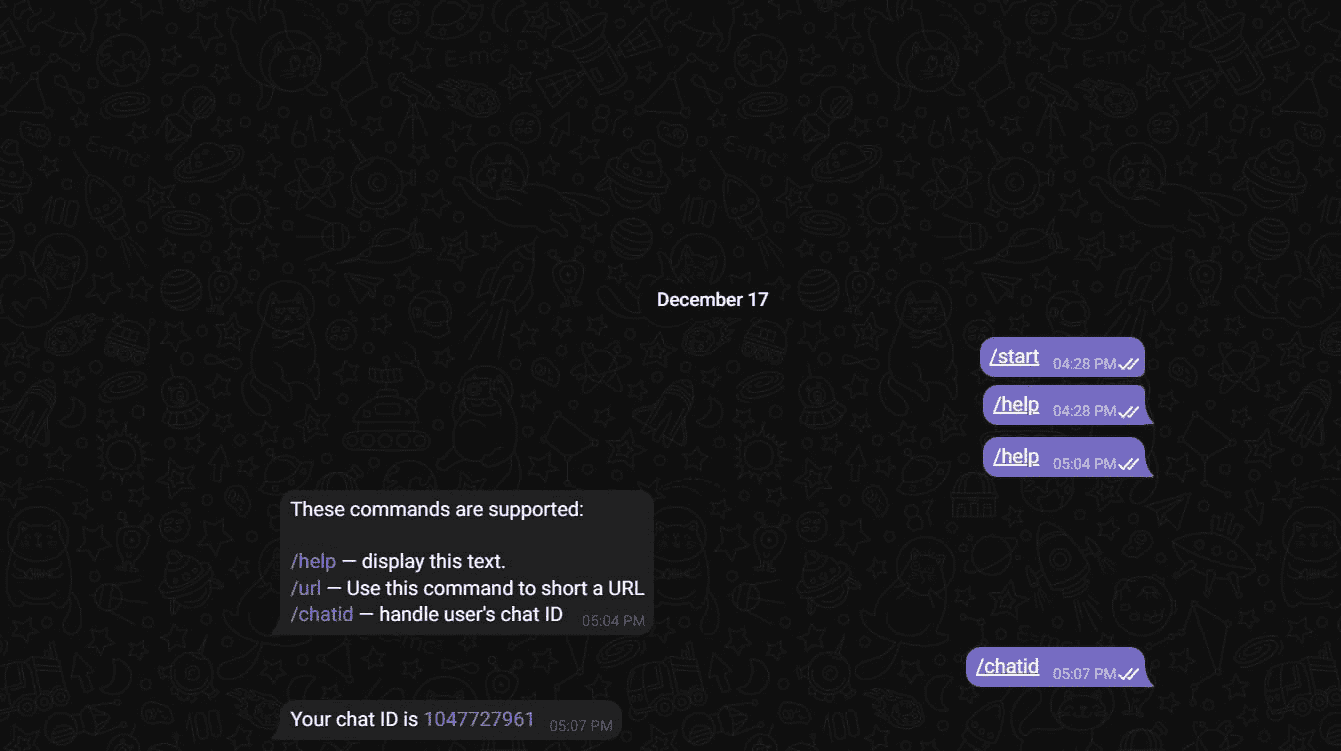 December 17
/start 04:28 PM
/help 04:28 PM
/help 05:04 PM
These commands are supported:
/help — display this text.
/url — Use this command to short a URL
/chatid — handle user's chat ID 05:04 PM
/chatid 05:07 PM
Your chat ID is 1047727961 05:07 PM